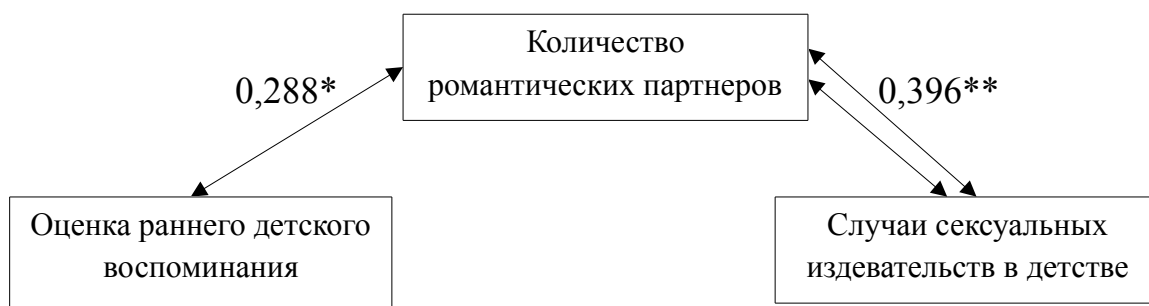 Количество
романтических партнеров
0,288*
0,396**
Оценка раннего детского
воспоминания
Случаи сексуальных
издевательств в детстве